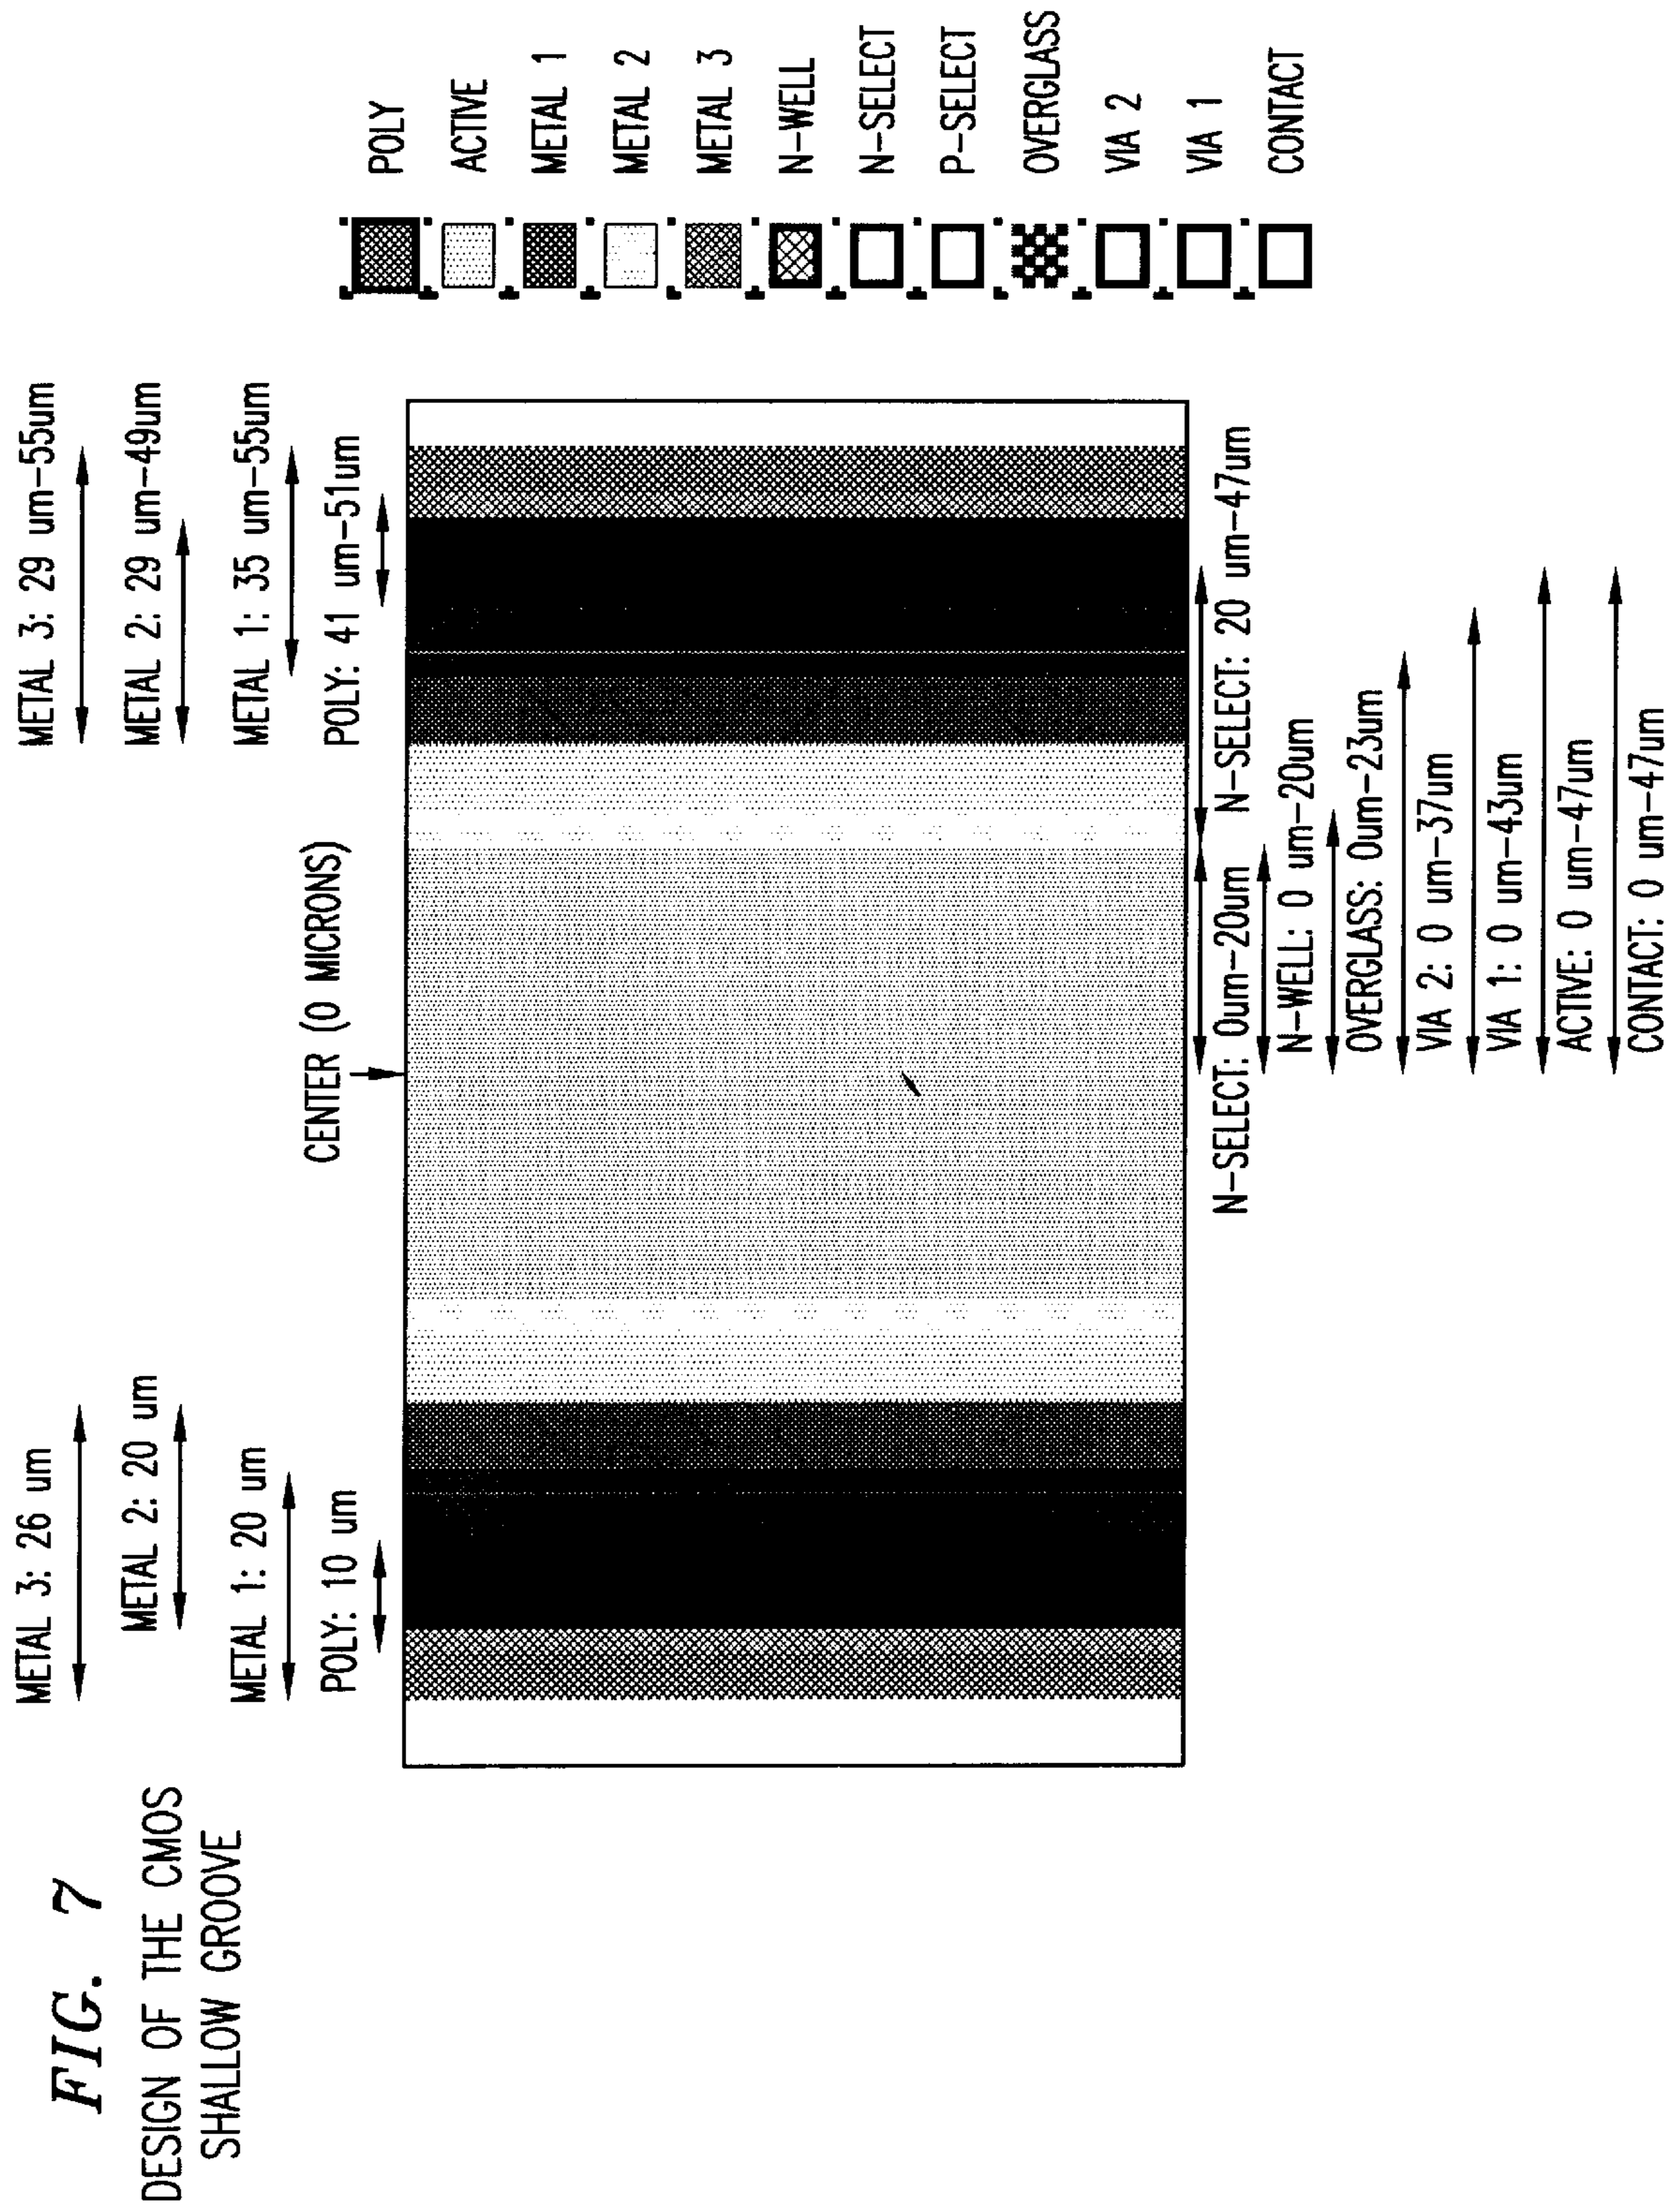 FIG. 7
DESIGN OF THE CMOS
SHALLOW GROOVE
METAL 3: 26 um
METAL 2: 20 um
METAL 1: 20 um
POLY: 10 um
CENTER (0 MICRONS)
METAL 3: 29 um-55um
METAL 2: 29 um-49um
METAL 1: 35 um-55um
POLY: 41 um-51um
N-SELECT: 0um-20um
N-SELECT: 20 um-47um
N-WELL: 0 um-20um
OVERGLASS: 0um-23um
VIA 2: 0 um-37um
VIA 1: 0 um-43um
ACTIVE: 0 um-47um
CONTACT: 0 um-47um
POLY
ACTIVE
METAL 1
METAL 2
METAL 3
N-WELL
N-SELECT
P-SELECT
OVERGLASS
VIA 2
VIA 1
CONTACT